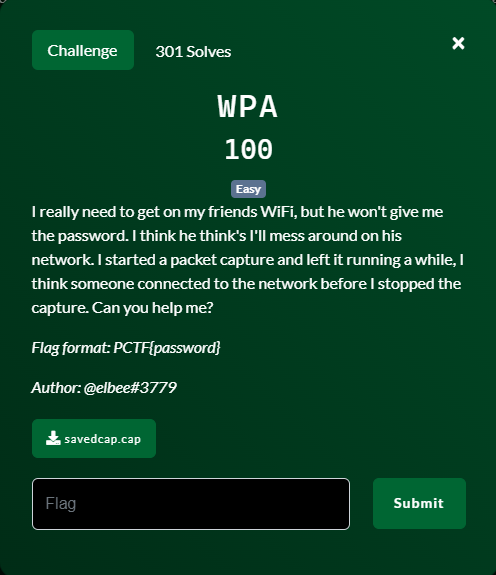 Challenge
301 Solves
×
WPA
100
Easy
I really need to get on my friends WiFi, but he won't give me
the password. I think he think's I'll mess around on his
network. I started a packet capture and left it running a while, I
think someone connected to the network before I stopped the
capture. Can you help me?
Flag format: PCTF{password}
Author: @elbee#3779
savedcap.cap
Flag
Submit